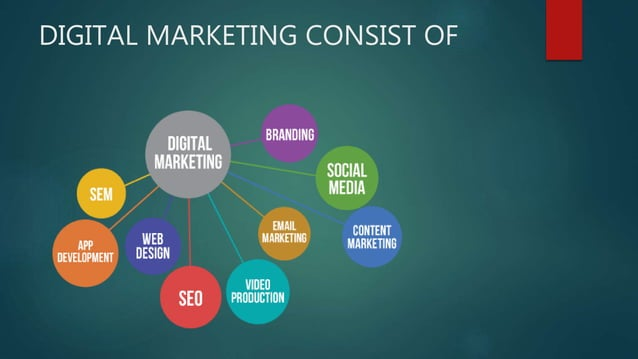 DIGITAL MARKETING CONSIST OF
DIGITAL
MARKETING
BRANDING
SOCIAL
MEDIA
SEM
EMAIL
MARKETING
CONTENT
MARKETING
APP
DEVELOPMENT
WEB
DESIGN
SEO
VIDEO
PRODUCTION